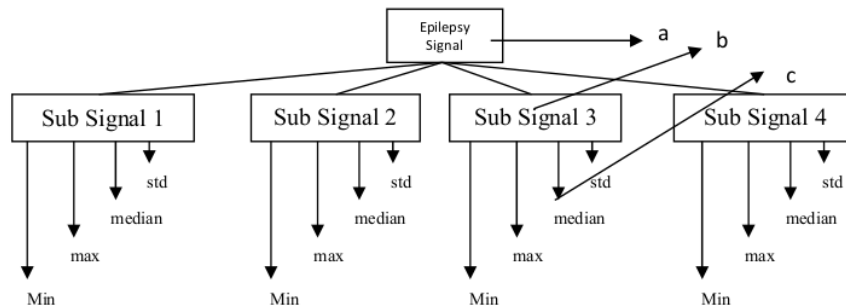 Epilepsy
Signal
a
b
c
Sub Signal 1
Sub Signal 2
Sub Signal 3
Sub Signal 4
std
std
std
std
median
median
median
median
max
max
max
max
Min
Min
Min
Min